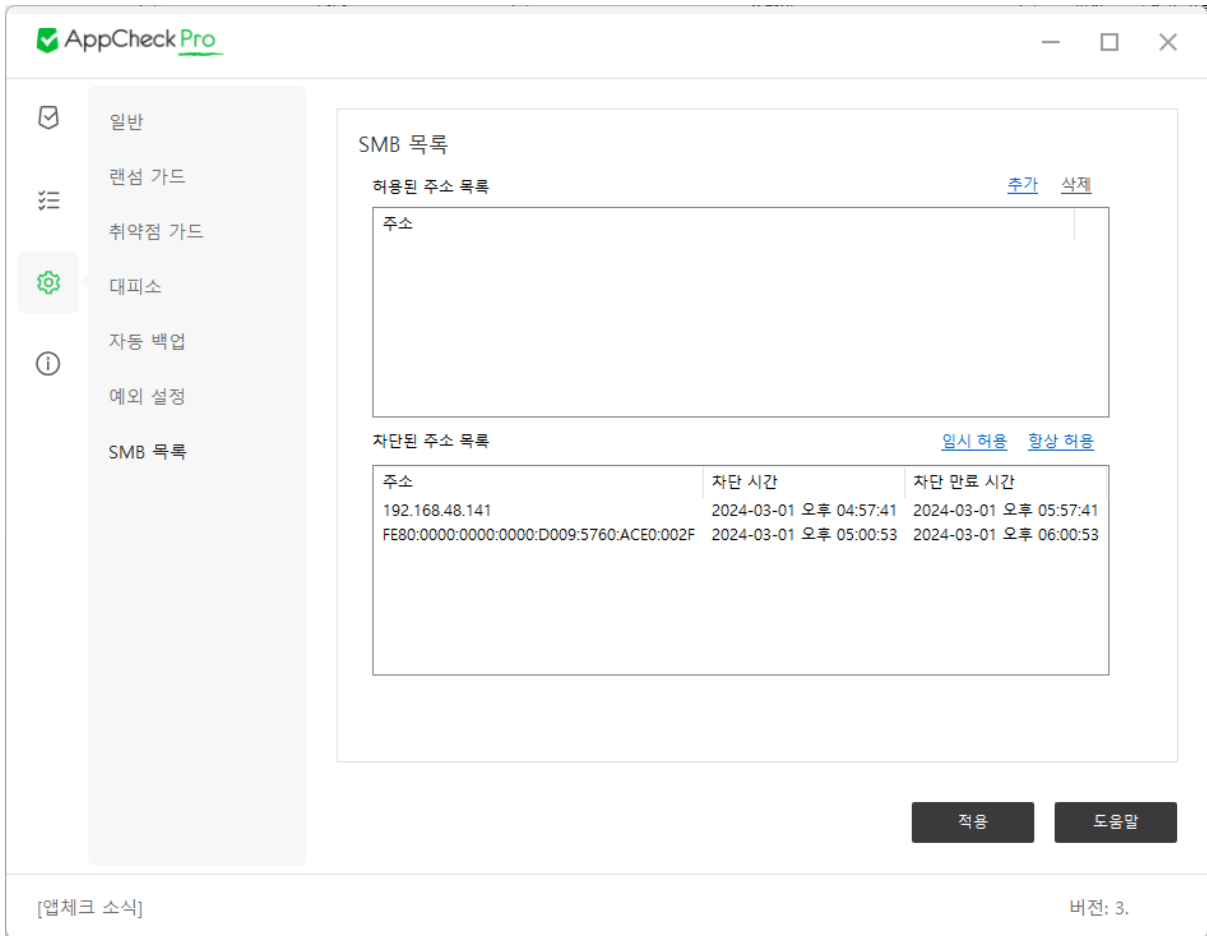 AppCheck Pro
일반
랜섬 가드
취약점 가드
대피소
자동 백업
예외 설정
SMB 목록
SMB 목록
허용된 주소 목록 추가 삭제
주소
차단된 주소 목록 임시 허용 항상 허용
주소 차단 시간 차단 만료 시간
192.168.48.141 2024-03-01 오후 04:57:41 2024-03-01 오후 05:57:41
FE80:0000:0000:0000:D009:5760:ACE0:002F 2024-03-01 오후 05:00:53 2024-03-01 오후 06:00:53
적용 도움말
[앱체크 소식] 버전: 3.